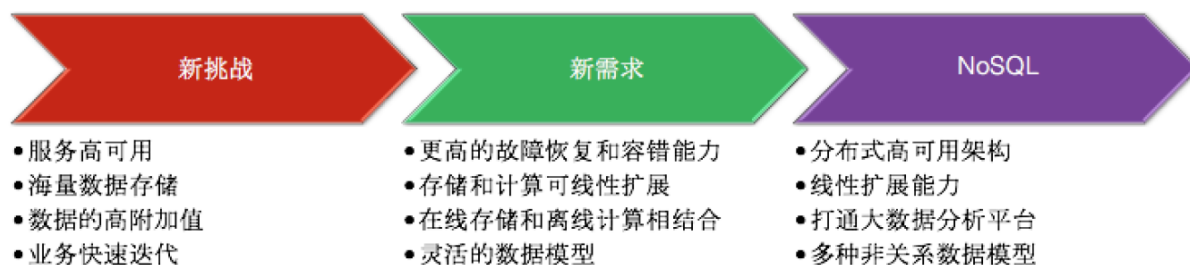 新挑战
• 服务高可用
• 海量数据存储
• 数据的高附加值
• 业务快速迭代
新需求
• 更高的故障恢复和容错能力
• 存储和计算可线性扩展
• 在线存储和离线计算相结合
• 灵活的数据模型
NoSQL
• 分布式高可用架构
• 线性扩展能力
• 打通大数据分析平台
• 多种非关系数据模型